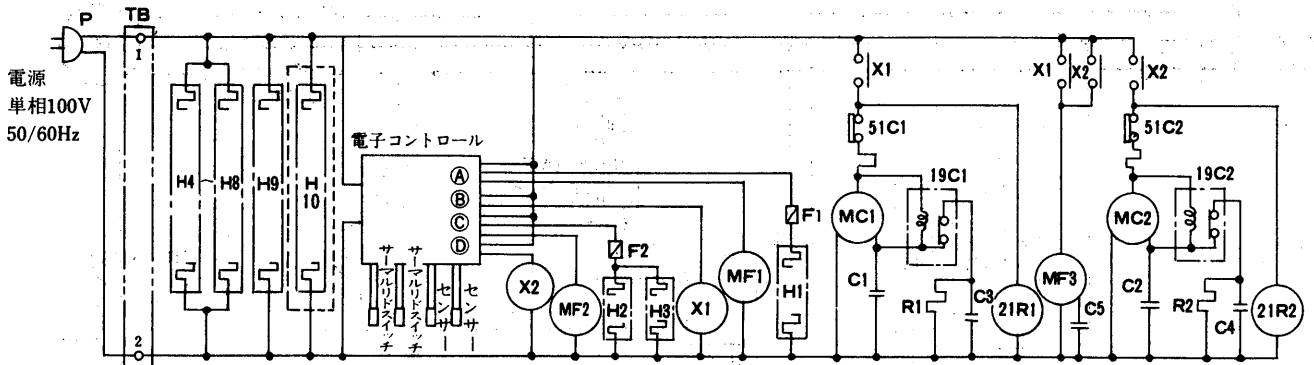 P
TB
1
電源
単相100V
50/60Hz
2
H4
~
H8
H9
H
10
電子コントロール
Ⓐ
Ⓑ
Ⓒ
Ⓓ
サーマルリドスイッチ
サーマルリドスイッチ
センサー
センサー
X2
MF2
F2
H2
H3
X1
MF1
F1
H1
X1
51C1
MC1
19C1
C1
R1
C3
21R1
X1
X2
MF3
C5
X2
51C2
MC2
19C2
C2
R2
C4
21R2